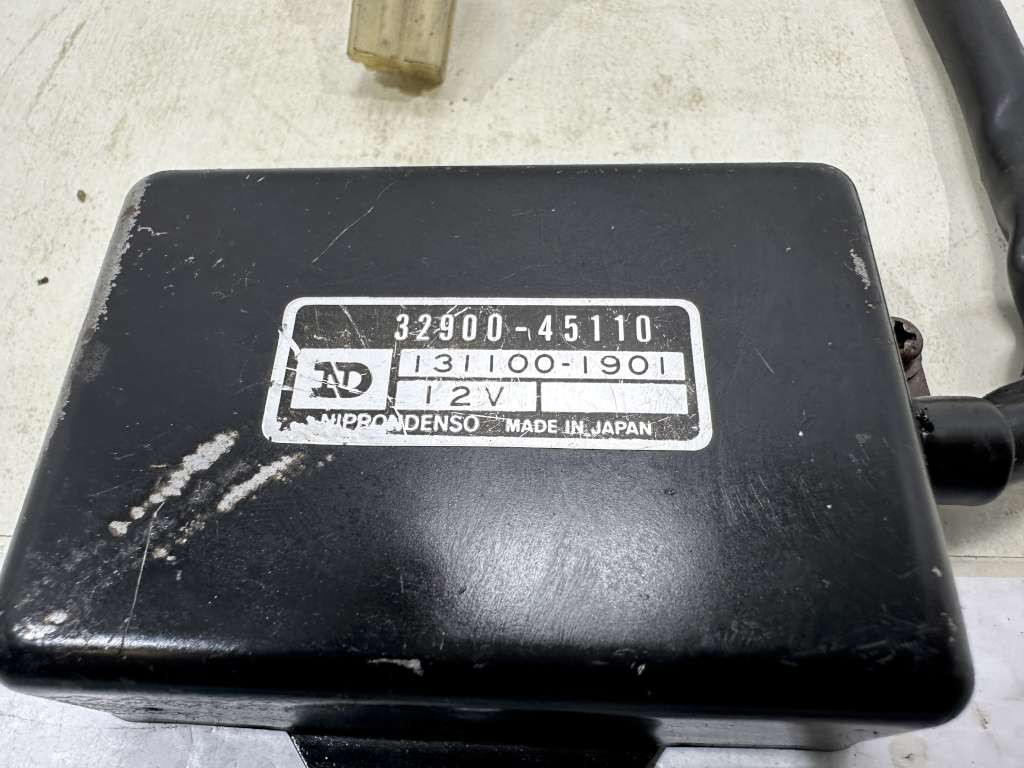 32900-45110
ND 131100-1901
12V
NIPPONDENSO MADE IN JAPAN